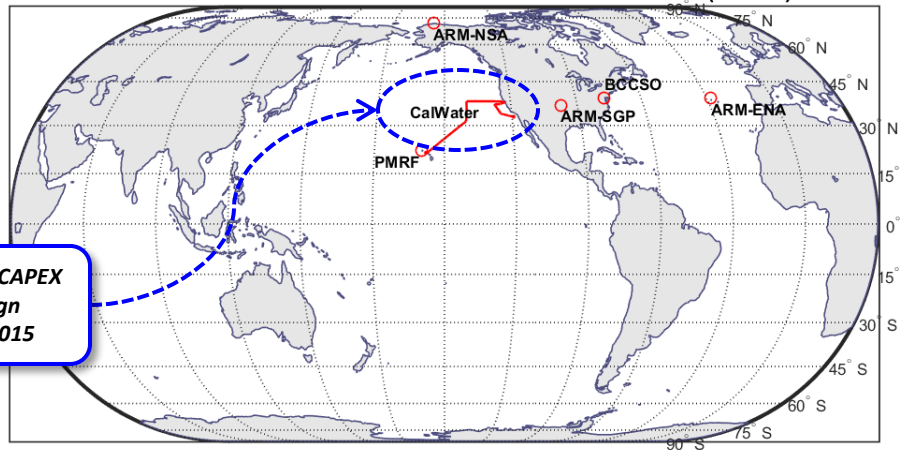 90° N
75° N
ARM-NSA
60° N
45° N
BCCSO
CalWater
ARM-SGP
ARM-ENA
30° N
PMRF
15°
0°
CAPEX
gn
015
15°
30° S
45° S
60° S
75° S
90° S